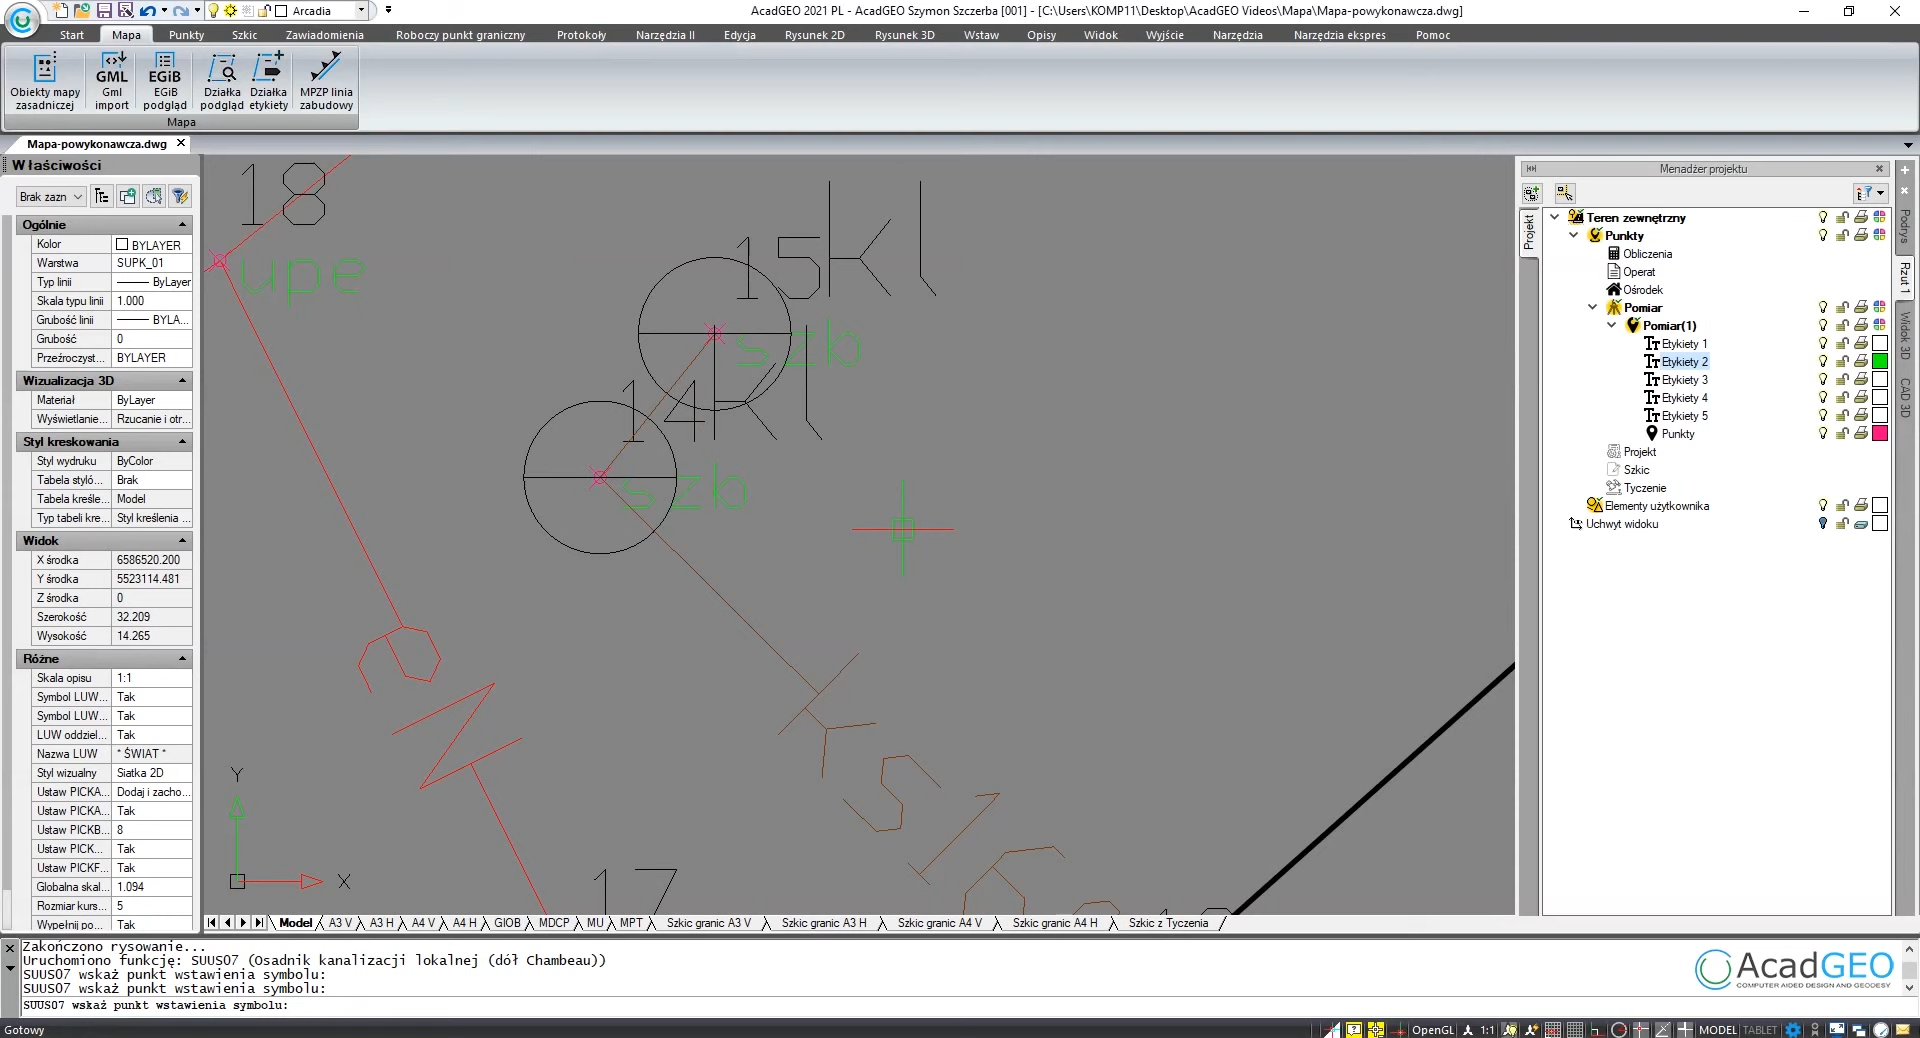 Arcadia
AcadGEO 2021 PL - AcadGEO Szymon Szczerba [001] - [C:\Users\KOMP11\Desktop\AcadGEO Videos\Mapa\Mapa-powykonawcza.dwg]
Start Mapa Punkty Szkic Zawiadomienia Roboczy punkt graniczny Protokoły Narzędzia II Edycja Rysunek 2D Rysunek 3D Wstaw Opisy Widok Wyjście Narzędzia Narzędzia ekspres Pomoc
GML EGiB
Obiekty mapy zasadniczej
Gml import
EGiB podgląd
Działka podgląd
Działka etykiety
MPZP linia zabudowy
Mapa
Mapa-powykonawcza.dwg
Właściwości
Brak zazn
Ogólnie
Kolor BYLAYER
Warstwa SUPK_01
Typ linii ByLayer
Skala typu linii 1.000
Grubość linii BYLA...
Grubość 0
Przeźroczyst... BYLAYER
Wizualizacja 3D
Materiał ByLayer
Wyświetlanie... Rzucanie i otr...
Styl kreskowania
Styl wydruku ByColor
Tabela styló... Brak
Tabela kreśle... Model
Typ tabeli kre... Styl kreślenia ...
Widok
X środka 6586520.200
Y środka 5523114.481
Z środka 0
Szerokość 32.209
Wysokość 14.265
Różne
Skala opisu 1:1
Symbol LUW... Tak
Symbol LUW... Tak
LUW oddziel... Tak
Nazwa LUW * ŚWIAT *
Styl wizualny Siatka 2D
Ustaw PICKA... Dodaj i zacho...
Ustaw PICKA... Tak
Ustaw PICKB... 8
Ustaw PICK... Tak
Ustaw PICKF... Tak
Globalna skal... 1.094
Rozmiar kurs... 5
Wypełnij po... Tak
18
upe
15kl
szb
14kl
szb
17
Y
X
Model A3 V A3 H A4 V A4 H GIOB MDCP MU MPT Szkic granic A3 V Szkic granic A3 H Szkic granic A4 V Szkic granic A4 H Szkic z Tyczenia
Menadżer projektu
Projekt
Teren zewnętrzny
Punkty
Obliczenia
Operat
Ośrodek
Pomiar
Pomiar(1)
Etykiety 1
Etykiety 2
Etykiety 3
Etykiety 4
Etykiety 5
Punkty
Projekt
Szkic
Tyczenie
Elementy użytkownika
Uchwyt widoku
Podrys
Rzut 1
Widok 3D
CAD 3D
Zakończono rysowanie...
Uruchomiono funkcję: SUUS07 (Osadnik kanalizacji lokalnej (dół Chambeau))
SUUS07 wskaż punkt wstawienia symbolu:
SUUS07 wskaż punkt wstawienia symbolu:
SUUS07 wskaż punkt wstawienia symbolu:
AcadGEO
COMPUTER AIDED DESIGN AND GEODESY
Gotowy
OpenGL 1:1 MODEL TABLET